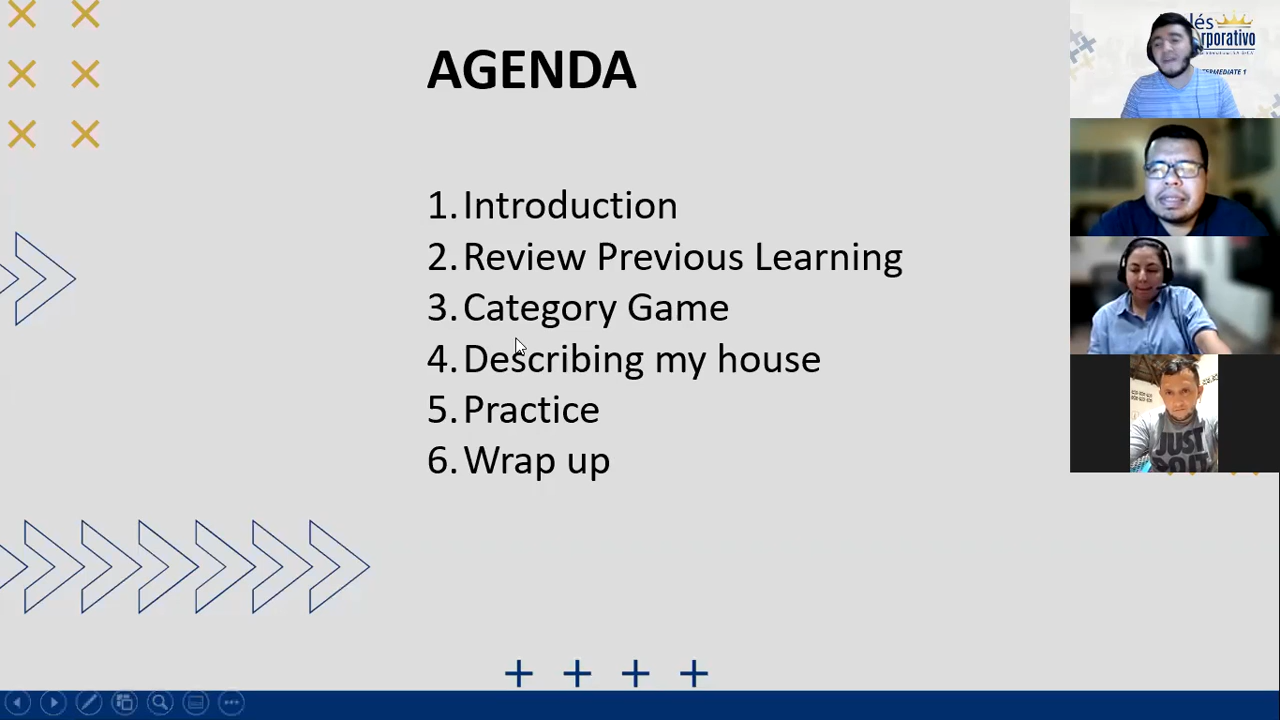 AGENDA
1. Introduction
2. Review Previous Learning
3. Category Game
4. Describing my house
5. Practice
6. Wrap up
JUST